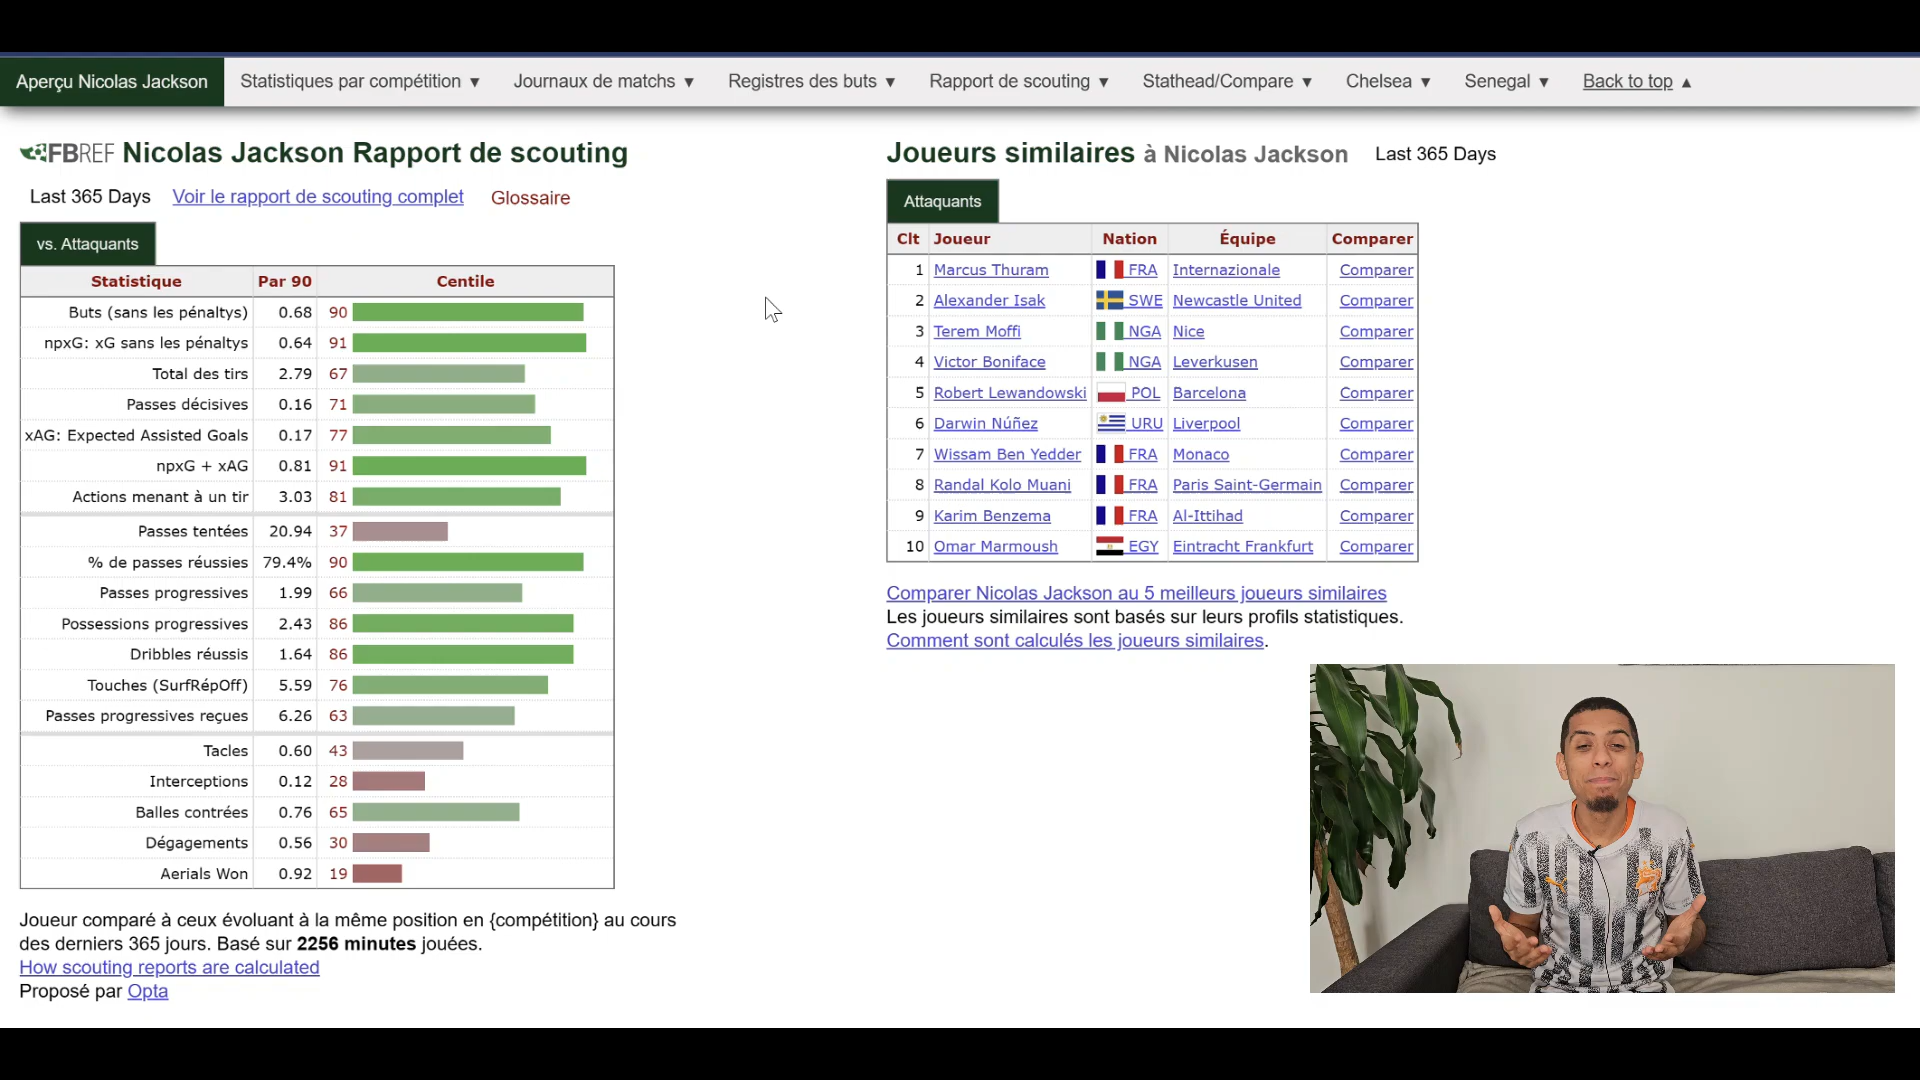 Aperçu Nicolas Jackson Statistiques par compétition ▼ Journaux de matchs ▼ Registres des buts ▼ Rapport de scouting ▼ Stathead/Compare ▼ Chelsea ▼ Senegal ▼ Back to top ▲
FBREF Nicolas Jackson Rapport de scouting
Last 365 Days Voir le rapport de scouting complet Glossaire
vs. Attaquants
Statistique Par 90 Centile
Buts (sans les pénaltys) 0.68 90
npxG: xG sans les pénaltys 0.64 91
Total des tirs 2.79 67
Passes décisives 0.16 71
xAG: Expected Assisted Goals 0.17 77
npxG + xAG 0.81 91
Actions menant à un tir 3.03 81
Passes tentées 20.94 37
% de passes réussies 79.4% 90
Passes progressives 1.99 66
Possessions progressives 2.43 86
Dribbles réussis 1.64 86
Touches (SurfRépOff) 5.59 76
Passes progressives reçues 6.26 63
Tacles 0.60 43
Interceptions 0.12 28
Balles contrées 0.76 65
Dégagements 0.56 30
Aerials Won 0.92 19
Joueur comparé à ceux évoluant à la même position en {compétition} au cours
des derniers 365 jours. Basé sur 2256 minutes jouées.
How scouting reports are calculated
Proposé par Opta
Joueurs similaires à Nicolas Jackson Last 365 Days
Attaquants
Clt Joueur Nation Équipe Comparer
1 Marcus Thuram FRA Internazionale Comparer
2 Alexander Isak SWE Newcastle United Comparer
3 Terem Moffi NGA Nice Comparer
4 Victor Boniface NGA Leverkusen Comparer
5 Robert Lewandowski POL Barcelona Comparer
6 Darwin Núñez URU Liverpool Comparer
7 Wissam Ben Yedder FRA Monaco Comparer
8 Randal Kolo Muani FRA Paris Saint-Germain Comparer
9 Karim Benzema FRA Al-Ittihad Comparer
10 Omar Marmoush EGY Eintracht Frankfurt Comparer
Comparer Nicolas Jackson au 5 meilleurs joueurs similaires
Les joueurs similaires sont basés sur leurs profils statistiques.
Comment sont calculés les joueurs similaires.